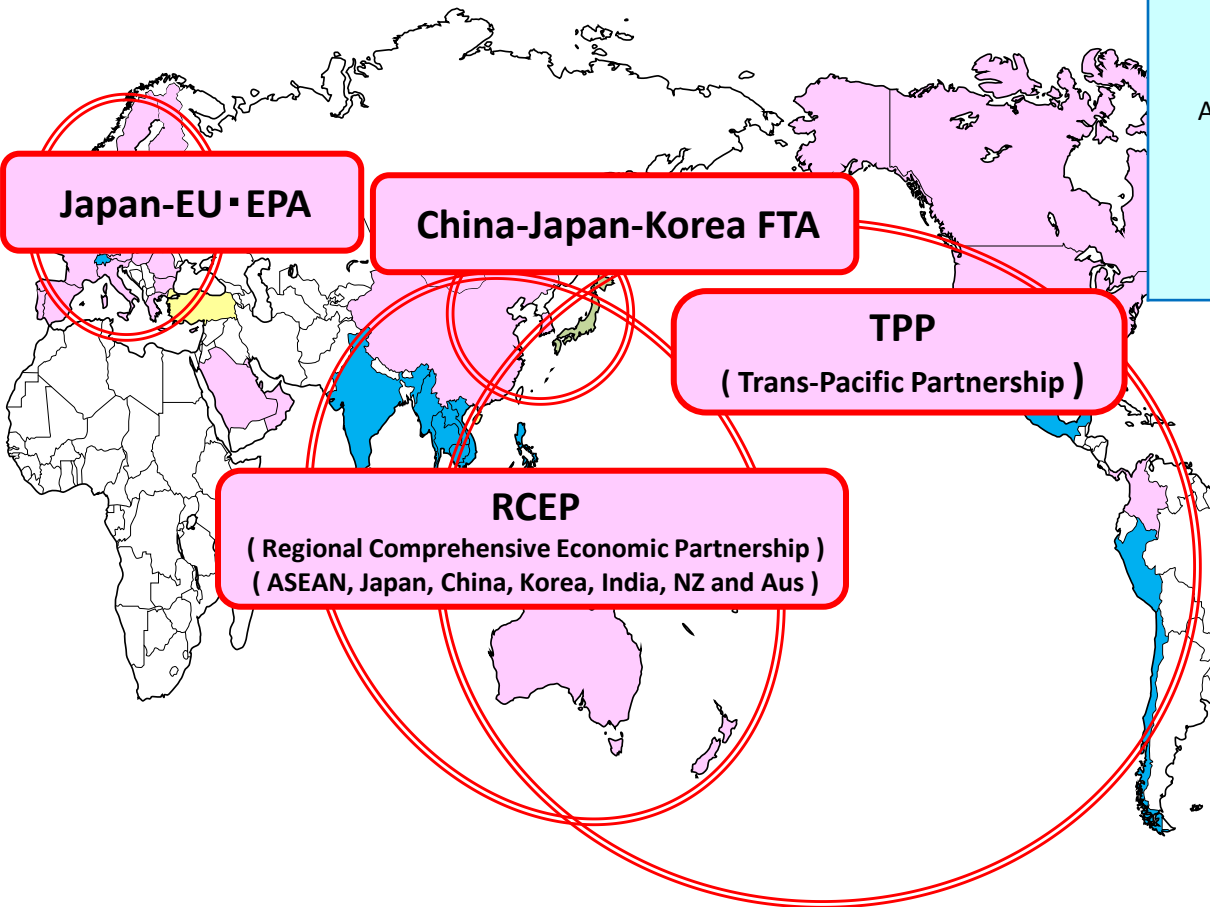 Japan-EU・EPA
China-Japan-Korea FTA
TPP
( Trans-Pacific Partnership )
RCEP
( Regional Comprehensive Economic Partnership )
( ASEAN, Japan, China, Korea, India, NZ and Aus )
A